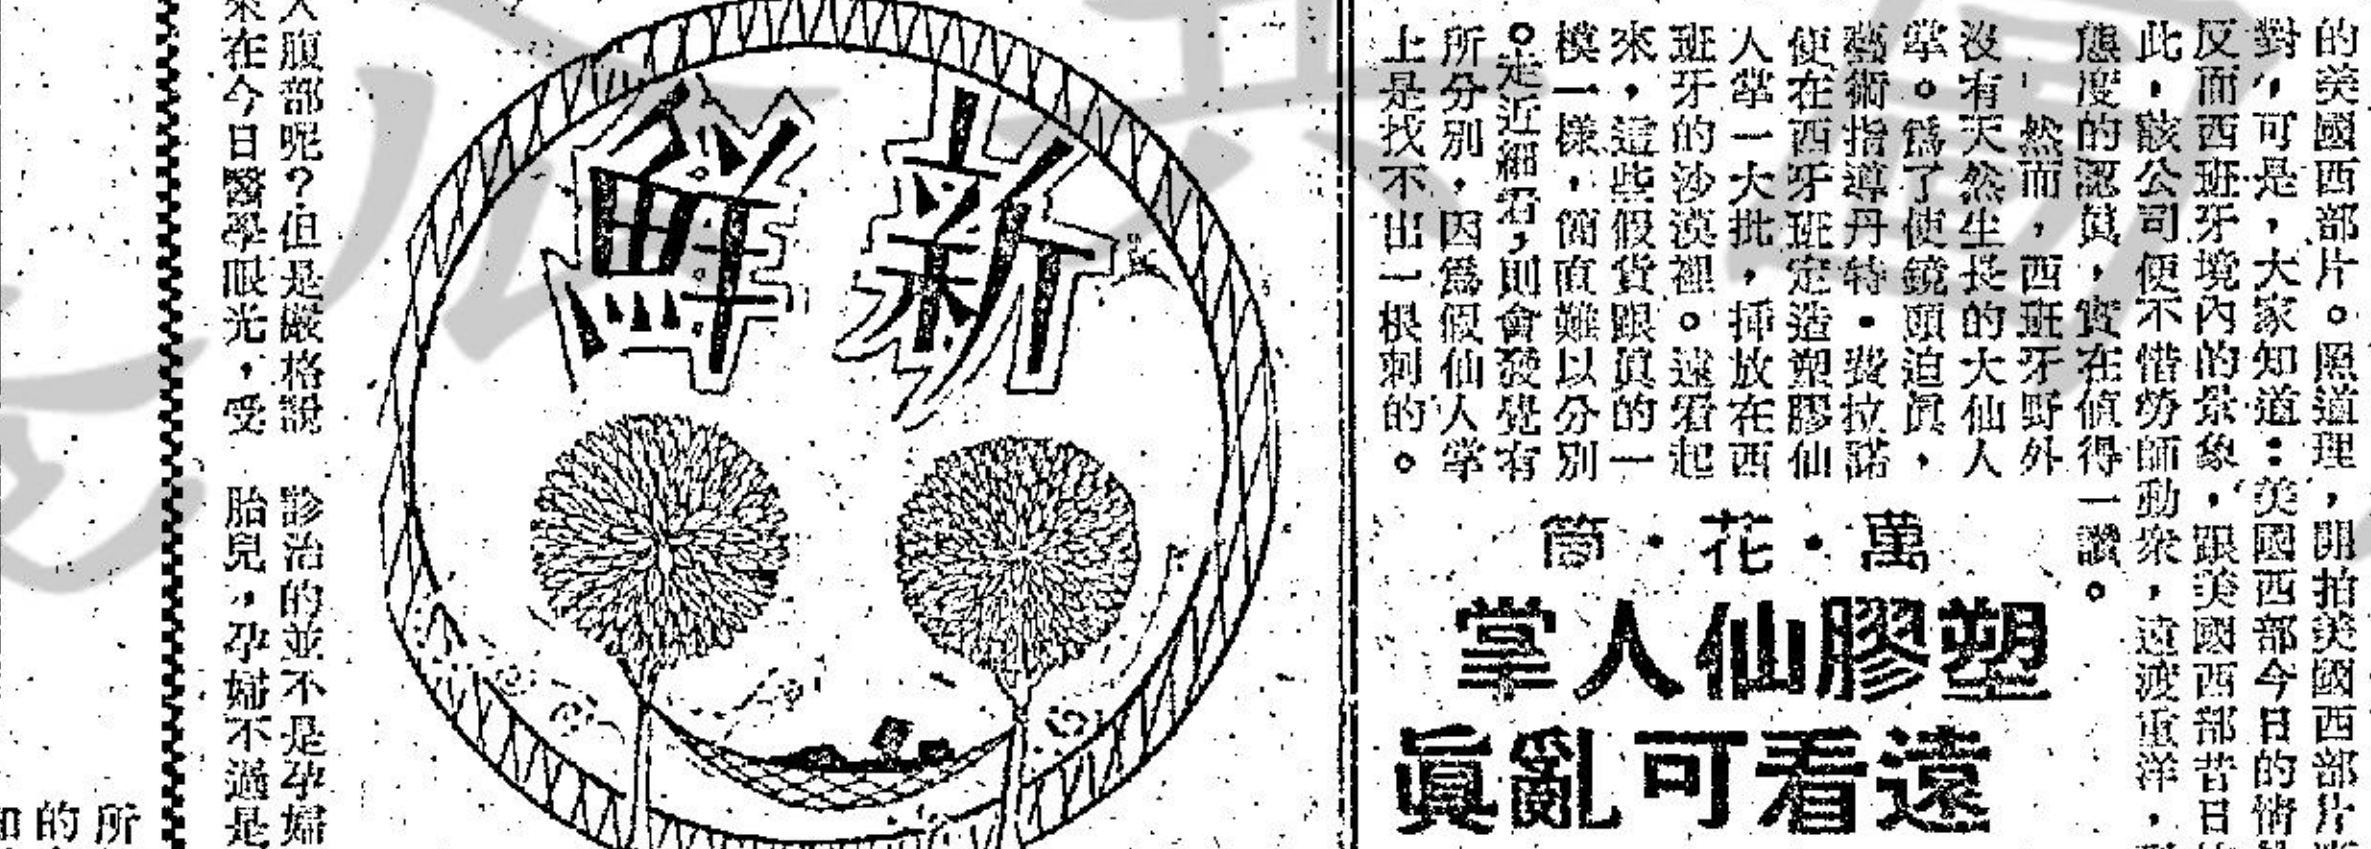 的美國西部片。照道理,開拍美國西部片
對,可是,大家知道:美國西部今日的情
反面西班牙境內的景象,跟美國西部昔日
此,該公司便不惜勞師動衆,遠渡重洋,
態度的認眞,實在値得一讚。
然而,西班牙野外
沒有天然生長的大仙人
掌。爲了使鏡頭迫眞,
藝術指導丹特·費拉諾
便在西牙班定造塑膠仙
人掌一大批,揷放在西
班牙的沙漠裡。遠看起
來,這些假貨跟眞的一
模一樣,簡直難以分別
。走近細看,則會發覺有
所分別,因爲假仙人掌
上是找不出一根刺的。
萬·花·筒
塑膠仙人掌
遠看可亂眞
新鮮
人腹部呢?但是嚴格說
來在今日醫學眼光,受
診治的並不是孕婦
胎兒,孕婦不過是
所
的